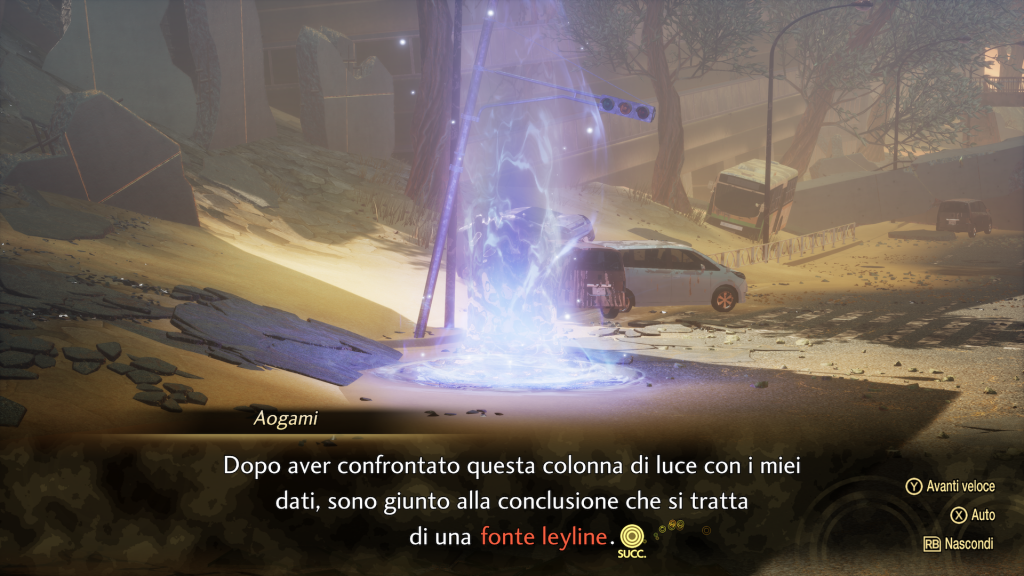 Aogami
Dopo aver confrontato questa colonna di luce con i miei
dati, sono giunto alla conclusione che si tratta
di una fonte leyline.
SUCC.
Y Avanti veloce
X Auto
RB Nascondi